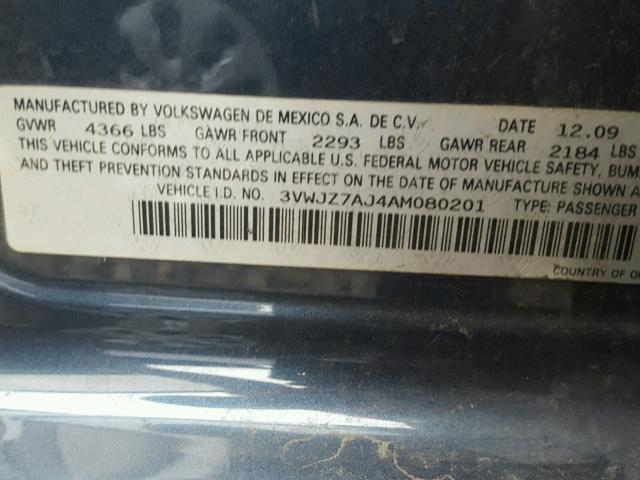 MANUFACTURED BY VOLKSWAGEN DE MEXICO S.A. DE C.V. DATE 12.09
GVWR 4366 LBS GAWR FRONT 2293 LBS GAWR REAR 2184 LBS
THIS VEHICLE CONFORMS TO ALL APPLICABLE U.S. FEDERAL MOTOR VEHICLE SAFETY, BUM
AND THEFT PREVENTION STANDARDS IN EFFECT ON THE DATE OF MANUFACTURE SHOWN A
VEHICLE I.D. NO. 3VWJZ7AJ4AM080201 TYPE: PASSENGER
COUNTRY OF OR